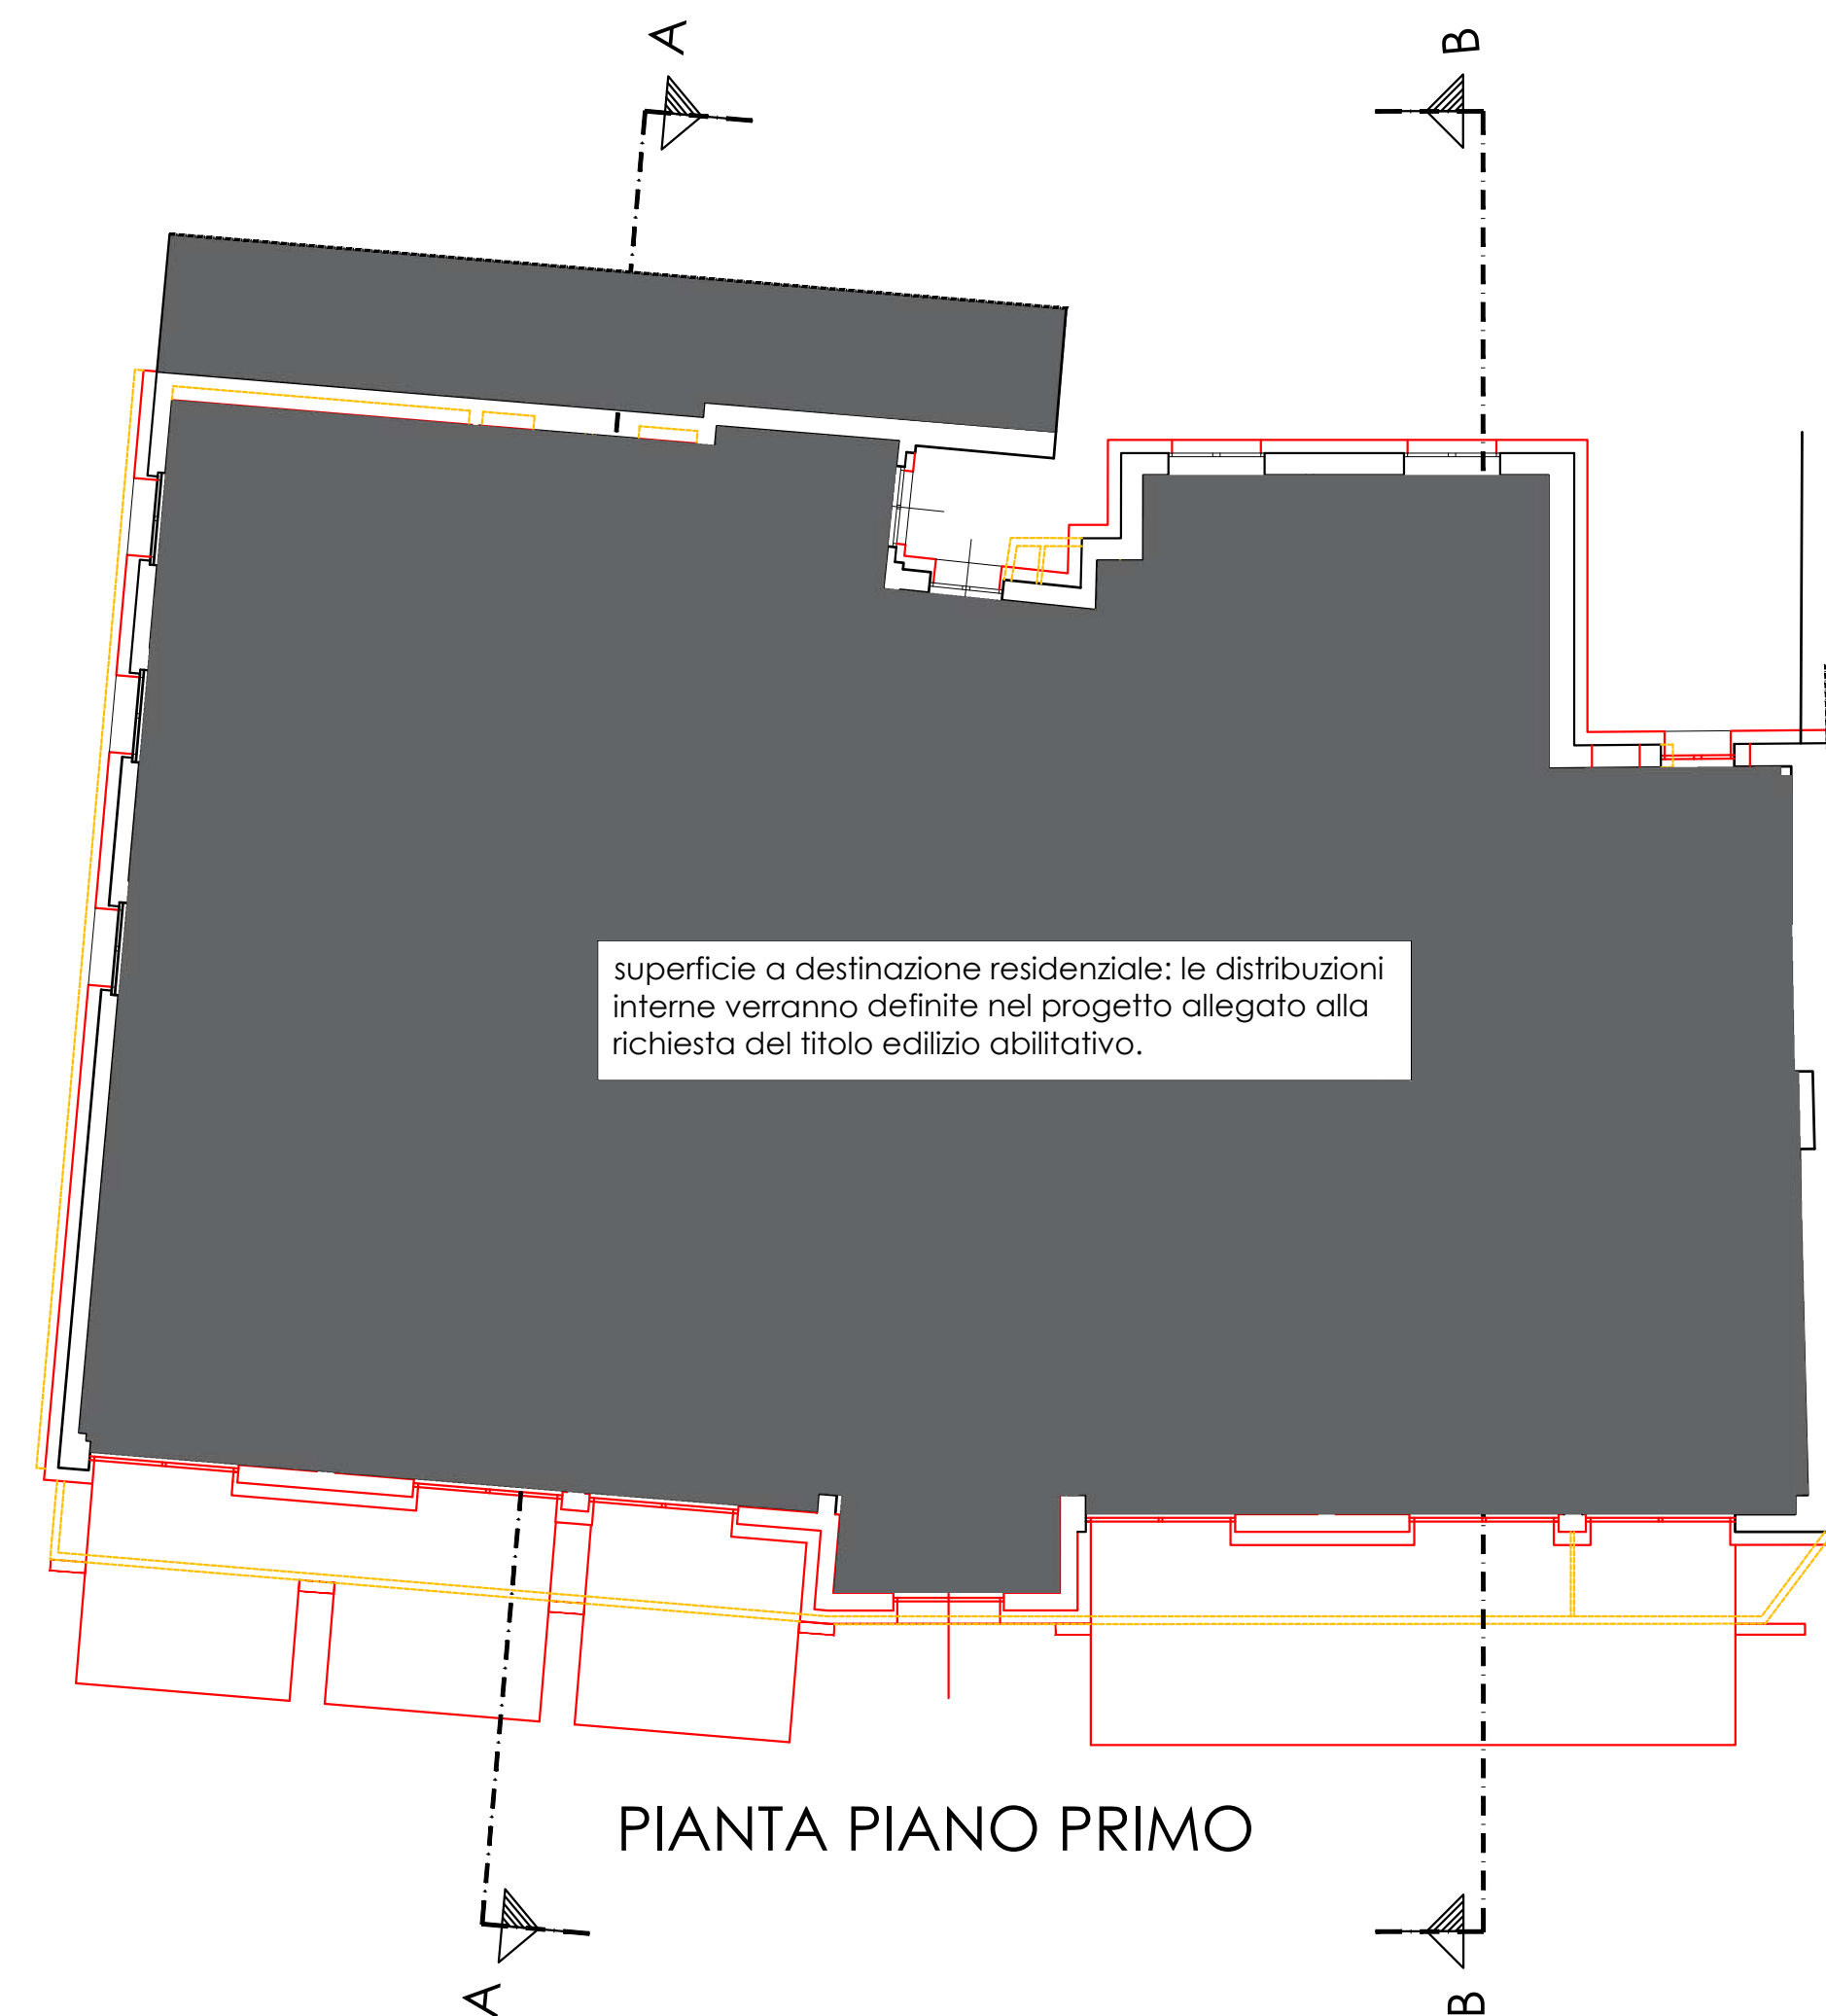 A
B
superficie a destinazione residenziale: le distribuzioni
interne verranno definite nel progetto allegato alla
richiesta del titolo edilizio abilitativo.
PIANTA PIANO PRIMO
A
B